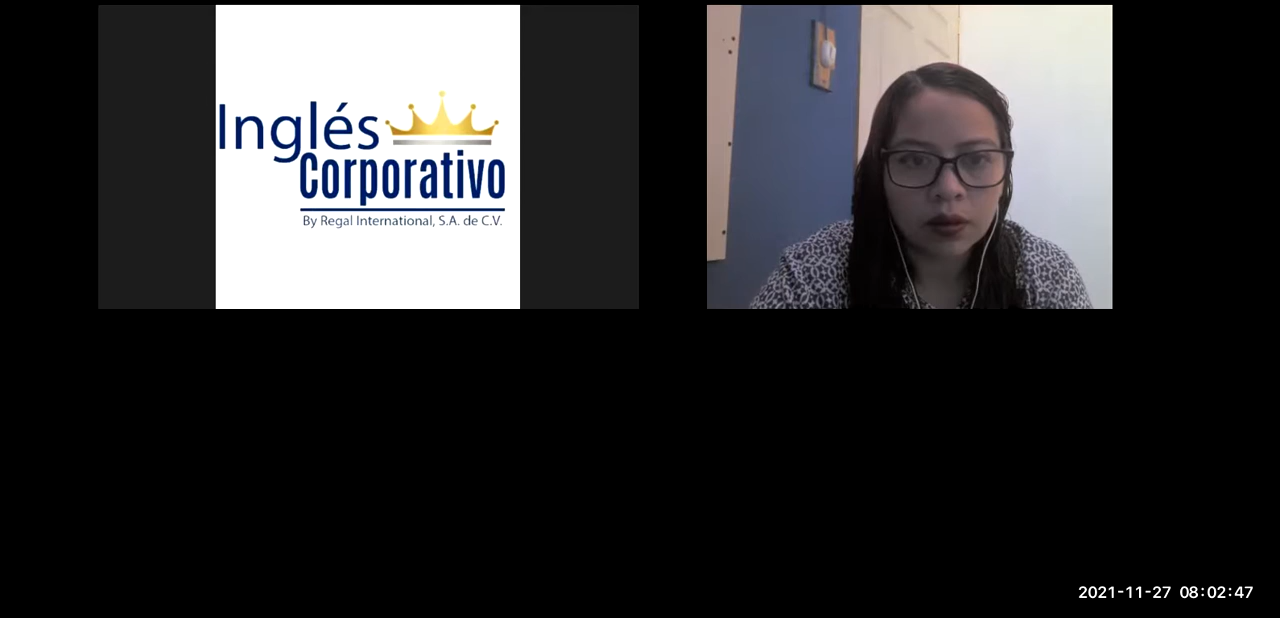 Inglés
Corporativo
By Regal International, S.A. de C.V.
2021-11-27 08:02:47